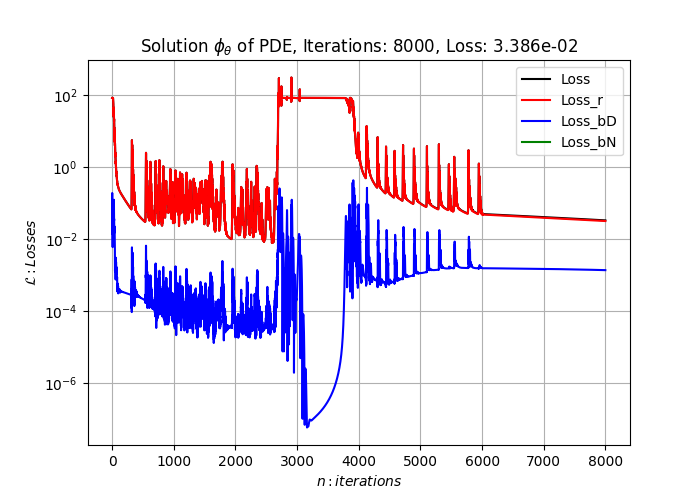 Solution ϕ_θ of PDE, Iterations: 8000, Loss: 3.386e-02
Loss
Loss_r
Loss_bD
Loss_bN
ℒ : Losses
10²
10⁰
10⁻²
10⁻⁴
10⁻⁶
0 1000 2000 3000 4000 5000 6000 7000 8000
n : iterations